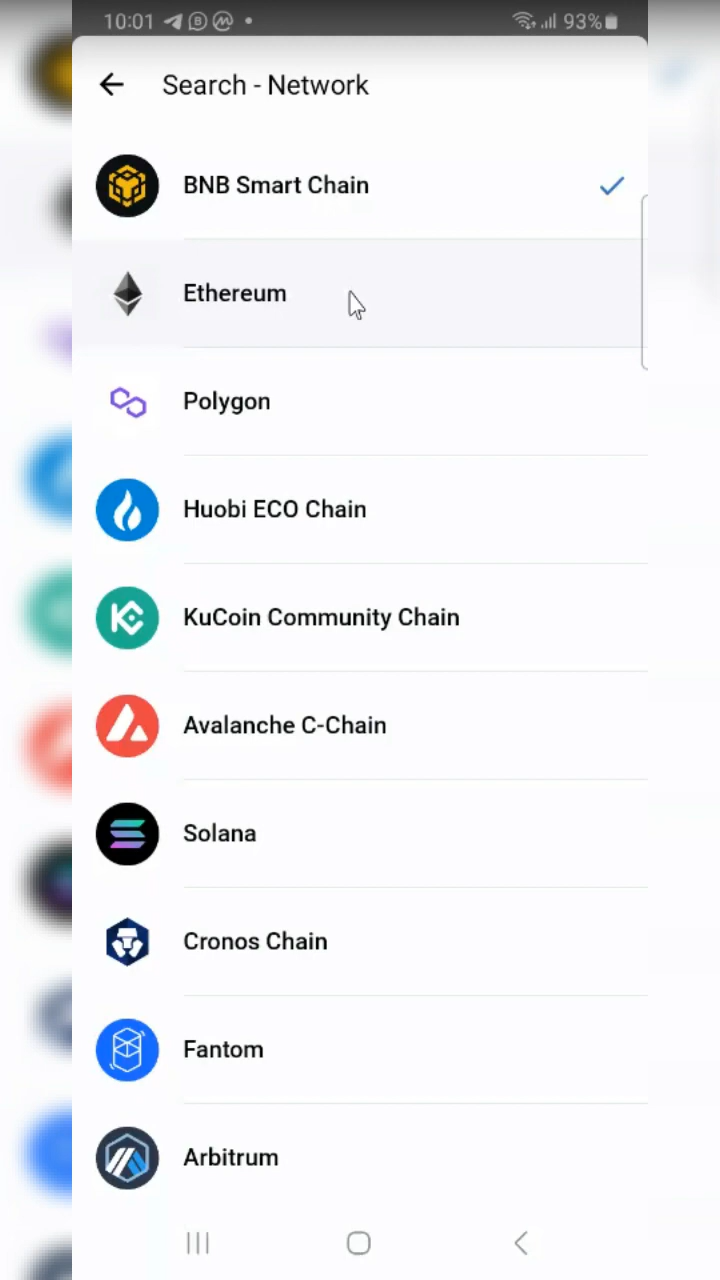 10:01
93%
Search - Network
BNB Smart Chain
Ethereum
Polygon
Huobi ECO Chain
KuCoin Community Chain
Avalanche C-Chain
Solana
Cronos Chain
Fantom
Arbitrum